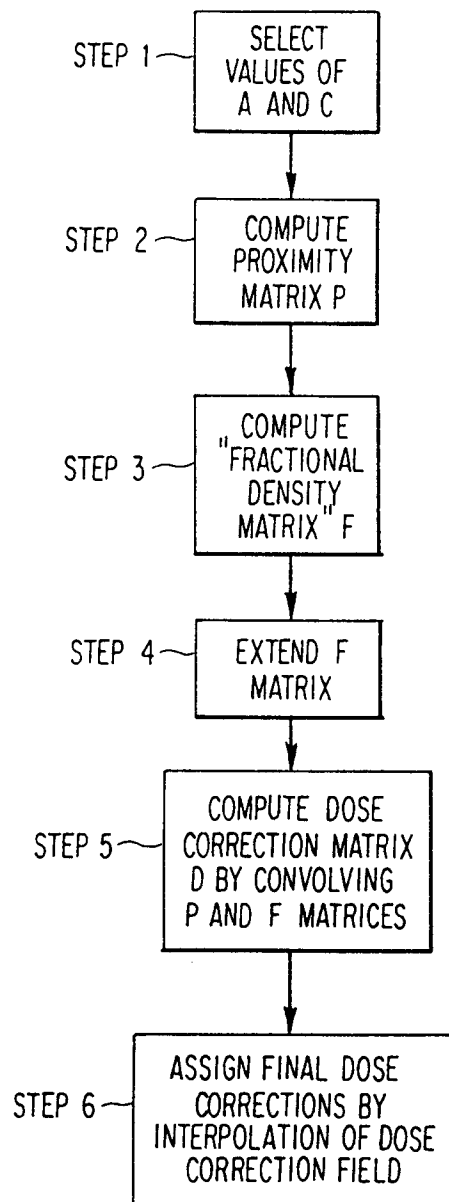 STEP 1
SELECT
VALUES OF
A AND C
STEP 2
COMPUTE
PROXIMITY
MATRIX P
STEP 3
COMPUTE
"FRACTIONAL
DENSITY
MATRIX" F
STEP 4
EXTEND F
MATRIX
STEP 5
COMPUTE DOSE
CORRECTION MATRIX
D BY CONVOLVING
P AND F MATRICES
STEP 6
ASSIGN FINAL DOSE
CORRECTIONS BY
INTERPOLATION OF DOSE
CORRECTION FIELD